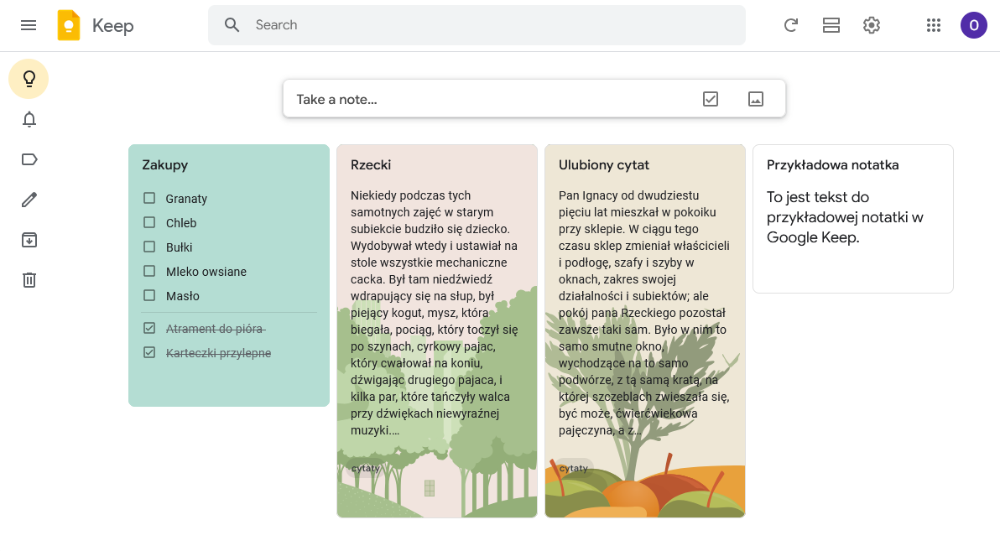 Keep
Search
O
Take a note…
Zakupy
Granaty
Chleb
Bułki
Mleko owsiane
Masło
Atrament do pióra
Karteczki przylepne
Rzecki
Niekiedy podczas tych
samotnych zajęć w starym
subiekcie budziło się dziecko.
Wydobywał wtedy i ustawiał na
stole wszystkie mechaniczne
cacka. Był tam niedźwiedź
wdrapujący się na słup, był
piejący kogut, mysz, która
biegała, pociąg, który toczył się
po szynach, cyrkowy pajac,
który cwałował na koniu,
dźwigając drugiego pajaca, i
kilka par, które tańczyły walca
przy dźwiękach niewyraźnej
muzyki.…
cytaty
Ulubiony cytat
Pan Ignacy od dwudziestu
pięciu lat mieszkał w pokoiku
przy sklepie. W ciągu tego
czasu sklep zmieniał właścicieli
i podłogę, szafy i szyby w
oknach, zakres swojej
działalności i subiektów; ale
pokój pana Rzeckiego pozostał
zawsze taki sam. Było w nim to
samo smutne okno,
wychodzące na to samo
podwórze, z tą samą kratą, na
której szczeblach zwieszała się,
być może, ćwierćwiekowa
pajęczyna, a z…
cytaty
Przykładowa notatka
To jest tekst do
przykładowej notatki w
Google Keep.